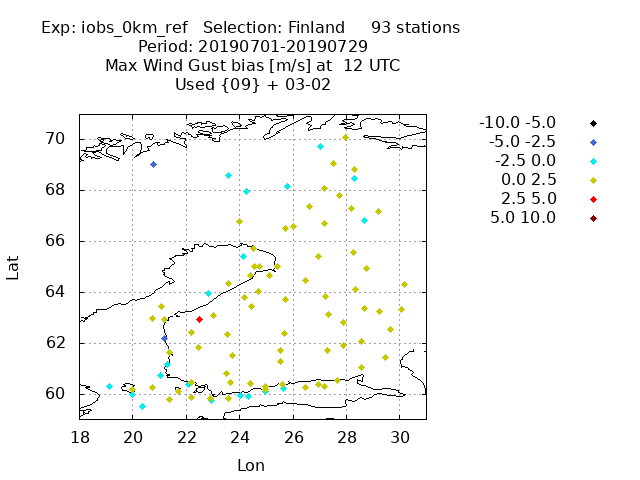 Exp: iobs_0km_ref   Selection: Finland     93 stations
Period: 20190701-20190729
Max Wind Gust bias [m/s] at  12 UTC
Used {09} + 03-02
-10.0 -5.0
-5.0 -2.5
-2.5 0.0
0.0 2.5
2.5 5.0
5.0 10.0
70
68
66
64
62
60
Lat
18 20 22 24 26 28 30
Lon